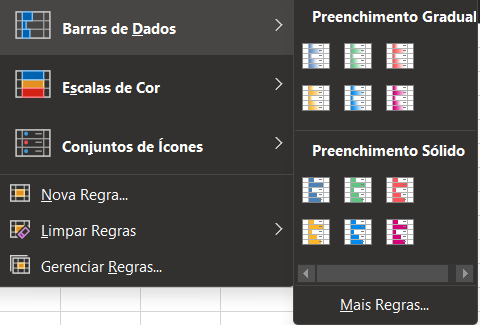 Barras de Dados
Escalas de Cor
Conjuntos de Ícones
Nova Regra...
Limpar Regras
Gerenciar Regras...
Preenchimento Gradual
Preenchimento Sólido
Mais Regras...